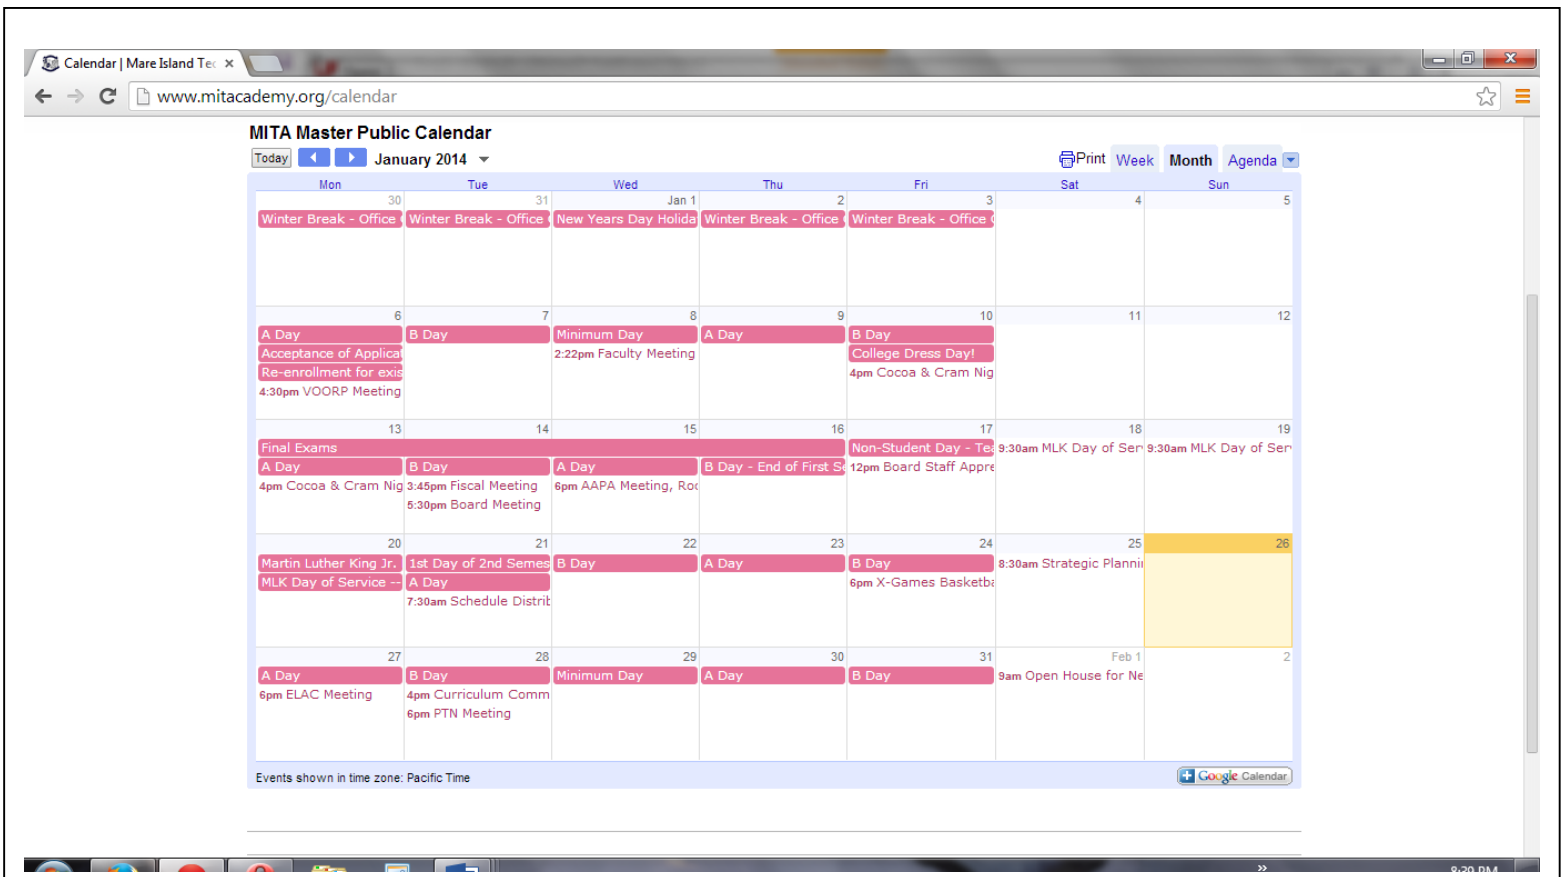 Calendar | Mare Island Tec
www.mitacademy.org/calendar
MITA Master Public Calendar
Today January 2014 Print Week Month Agenda
Mon Tue Wed Thu Fri Sat Sun
30 31 Jan 1 2 3 4 5
Winter Break - Office Winter Break - Office New Years Day Holida Winter Break - Office Winter Break - Office
6 7 8 9 10 11 12
A Day B Day Minimum Day A Day B Day
Acceptance of Applicat 2:22pm Faculty Meeting College Dress Day!
Re-enrollment for exis 4pm Cocoa & Cram Nig
4:30pm VOORP Meeting
13 14 15 16 17 18 19
Final Exams Non-Student Day - Tea 9:30am MLK Day of Ser 9:30am MLK Day of Ser
A Day B Day A Day B Day - End of First Se 12pm Board Staff Appre
4pm Cocoa & Cram Nig 3:45pm Fiscal Meeting 6pm AAPA Meeting, Roo
5:30pm Board Meeting
20 21 22 23 24 25 26
Martin Luther King Jr. 1st Day of 2nd Semes B Day A Day B Day 8:30am Strategic Planni
MLK Day of Service -- A Day 6pm X-Games Basketba
7:30am Schedule Distrib
27 28 29 30 31 Feb 1 2
A Day B Day Minimum Day A Day B Day 9am Open House for Ne
6pm ELAC Meeting 4pm Curriculum Comm
6pm PTN Meeting
Events shown in time zone: Pacific Time
Google Calendar
8:39 PM